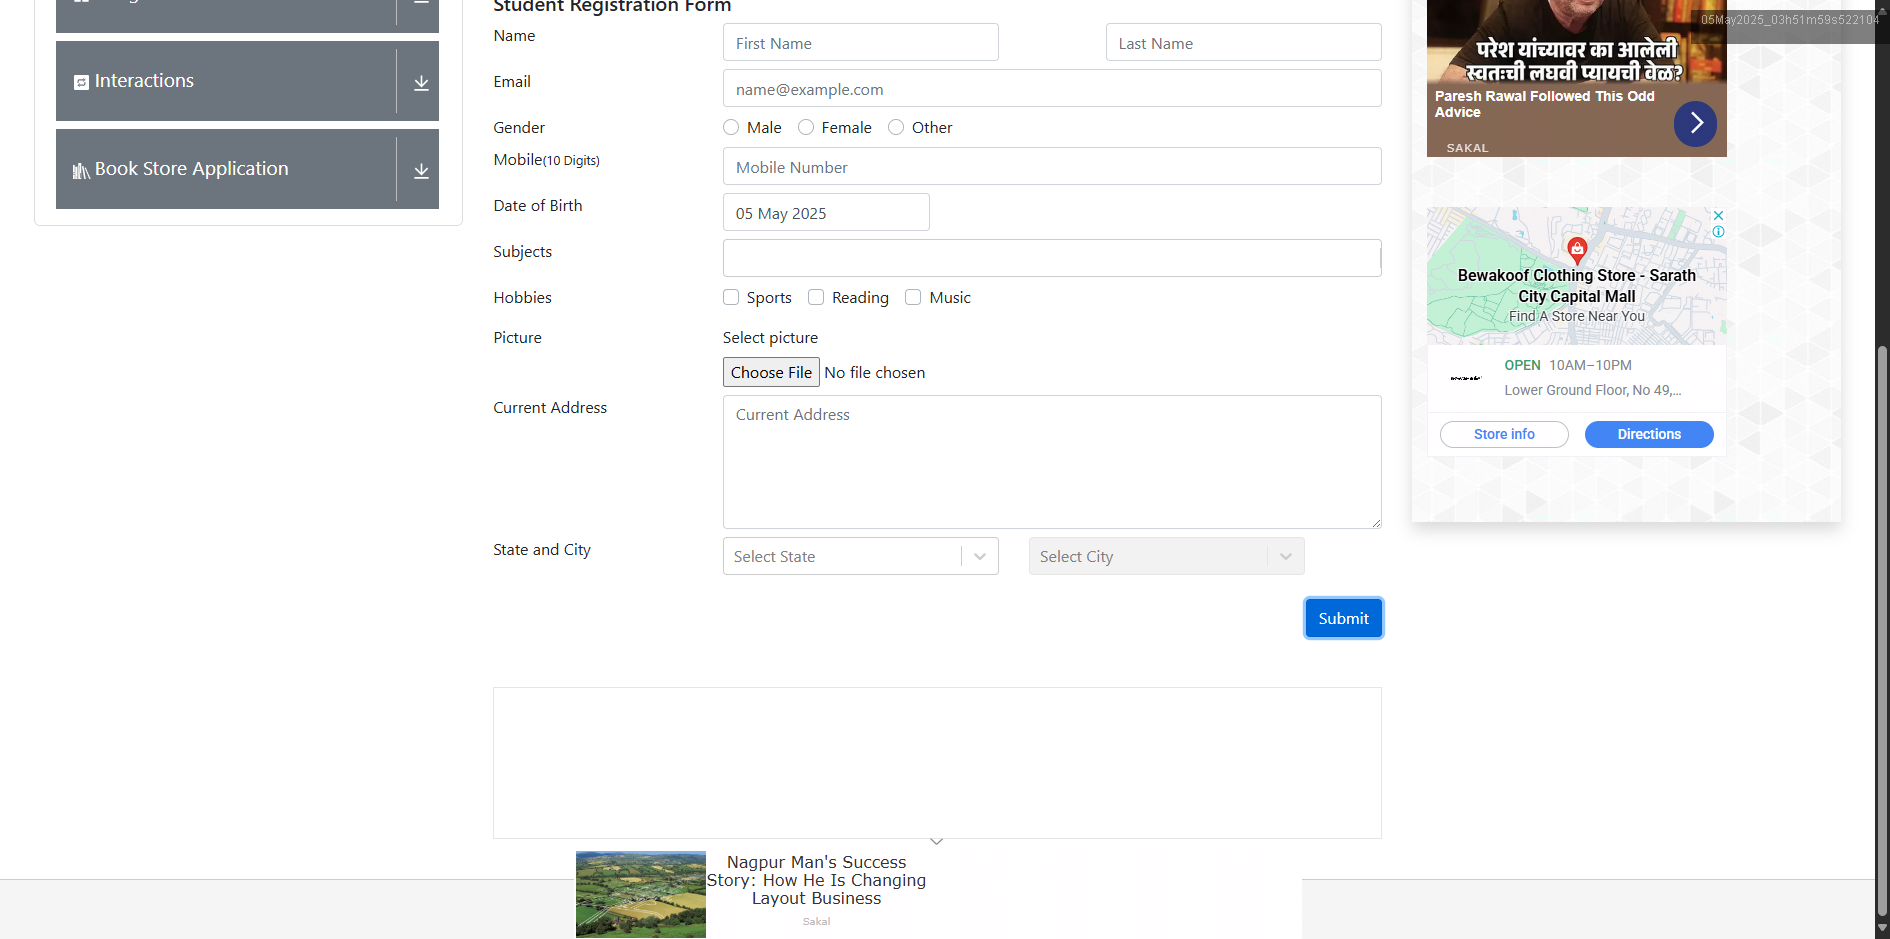 Interactions
Book Store Application
Student Registration Form
Name
First Name
Last Name
Email
name@example.com
Gender
Male
Female
Other
Mobile(10 Digits)
Mobile Number
Date of Birth
05 May 2025
Subjects
Hobbies
Sports
Reading
Music
Picture
Select picture
Choose File
No file chosen
Current Address
Current Address
State and City
Select State
Select City
Submit
05May2025_03h51m59s522104
परेश यांच्यावर का आलेली
स्वतःची लघवी प्यायची वेळ?
Paresh Rawal Followed This Odd
Advice
SAKAL
Bewakoof Clothing Store - Sarath
City Capital Mall
Find A Store Near You
OPEN 10AM–10PM
Lower Ground Floor, No 49,...
Store info
Directions
Nagpur Man's Success
Story: How He Is Changing
Layout Business
Sakal